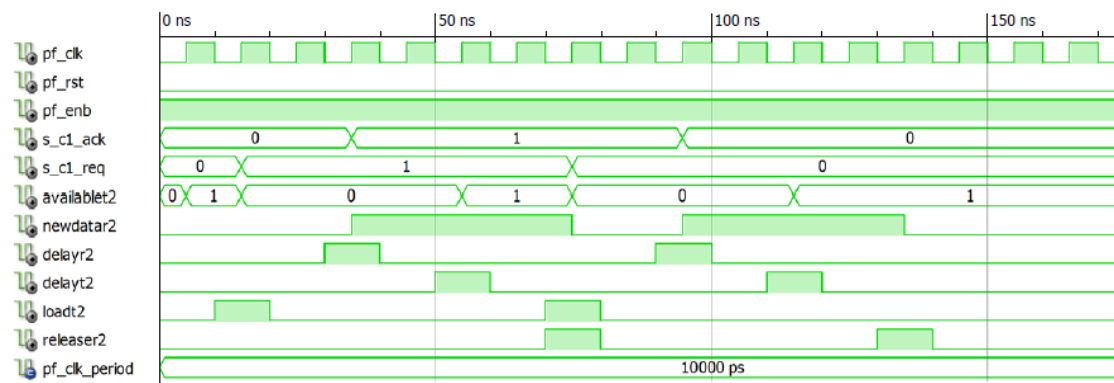 0 ns 50 ns 100 ns 150 ns
pf_clk
pf_rst
pf_enb
s_c1_ack 0 1 0
s_c1_req 0 1 0
availablet2 0 1 0 1 0 1
newdatar2
delayr2
delayt2
loadt2
releaser2
pf_clk_period 10000 ps